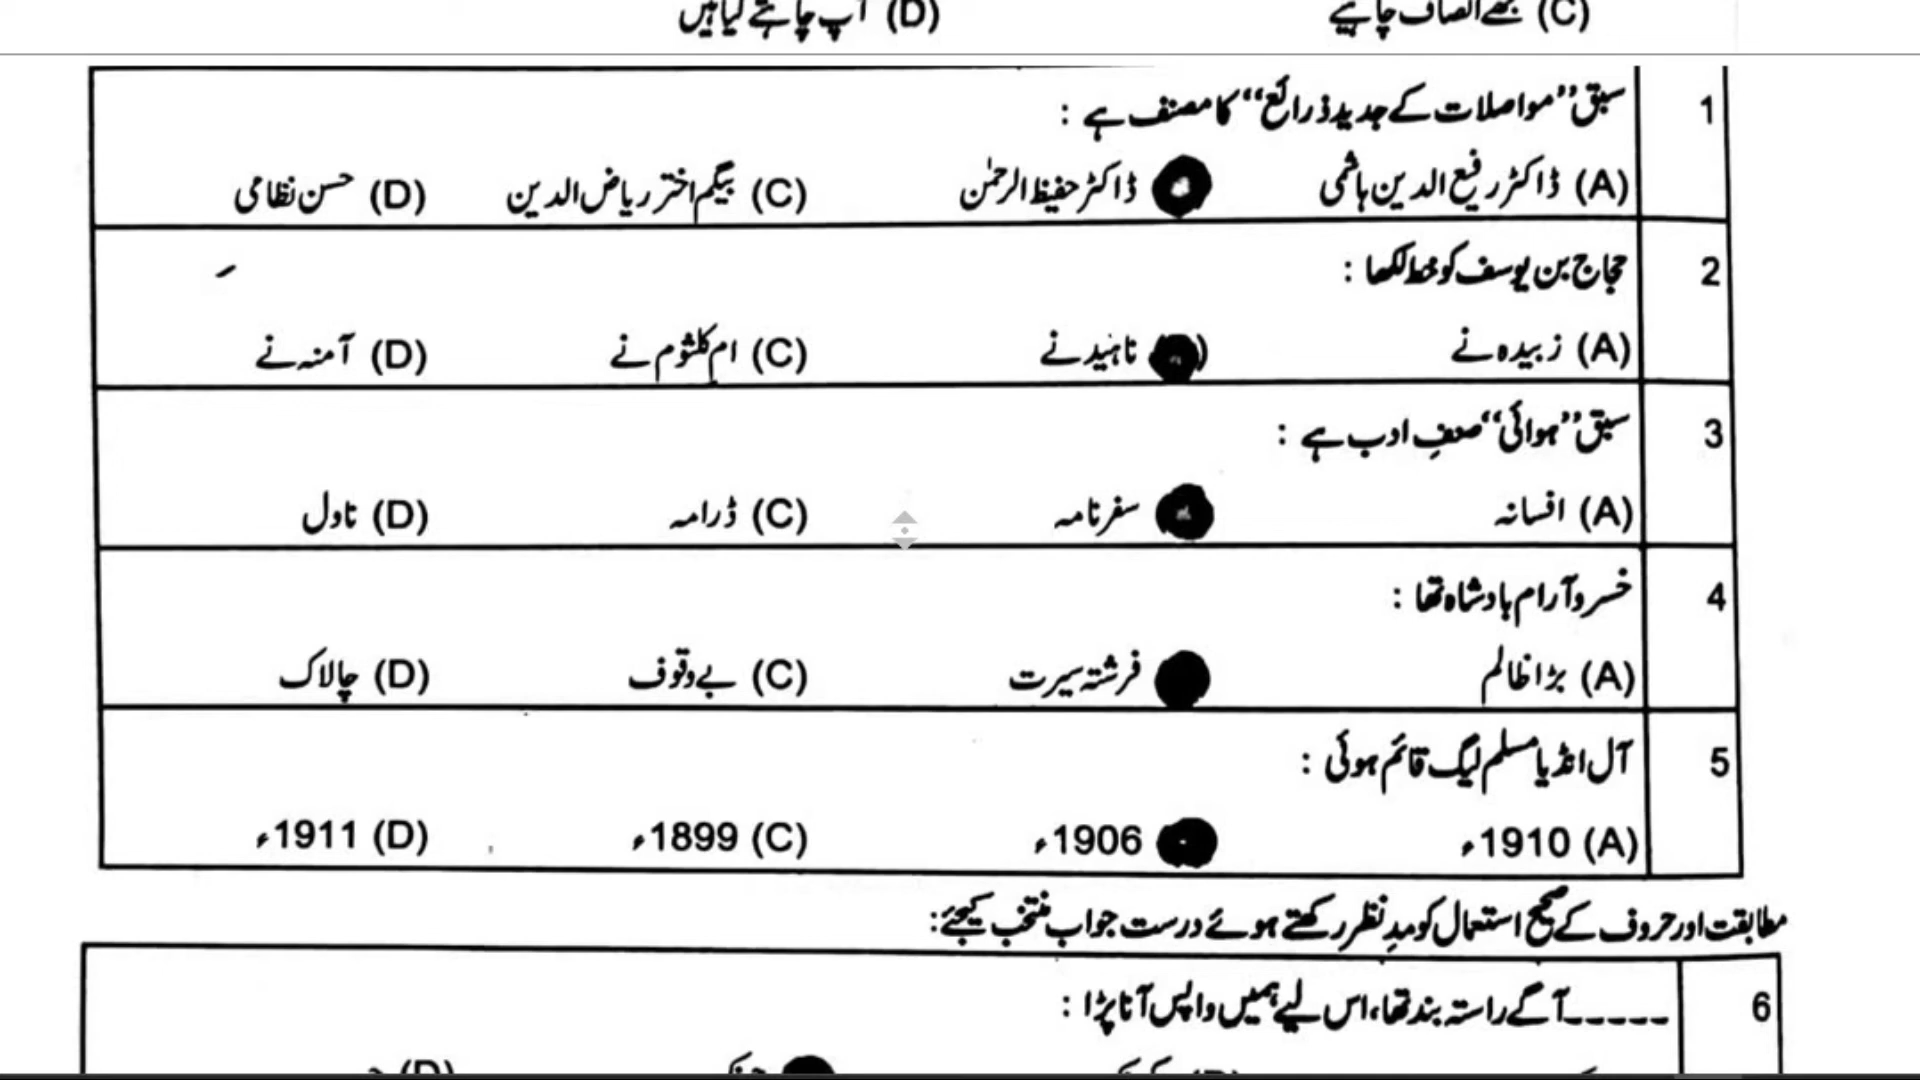 (C) مجھے انصاف چاہیے (D) آپ چاہتے کیا ہیں
1 سبق ’’مواصلات کے جدید ذرائع‘‘ کا مصنف ہے :
(A) ڈاکٹر رفیع الدین ہاشمی ڈاکٹر حفیظ الرحمٰن (C) بیگم اختر ریاض الدین (D) حسن نظامی
2 حجاج بن یوسف کو خط لکھا :
(A) زبیدہ نے ) ناہید نے (C) ام کلثوم نے (D) آمنہ نے
3 سبق ’’ہوائی‘‘ صنفِ ادب ہے :
(A) افسانہ سفرنامہ (C) ڈرامہ (D) ناول
4 خسرو آرام بادشاہ تھا :
(A) بڑا ظالم فرشتہ سیرت (C) بے وقوف (D) چالاک
5 آل انڈیا مسلم لیگ قائم ہوئی :
(A) 1910ء 1906ء (C) 1899ء (D) 1911ء
مطابقت اور حروف کے صحیح استعمال کو مدِ نظر رکھتے ہوئے درست جواب منتخب کیجئے:
6 -----آگے راستہ بند تھا، اس لیے ہمیں واپس آنا پڑا :